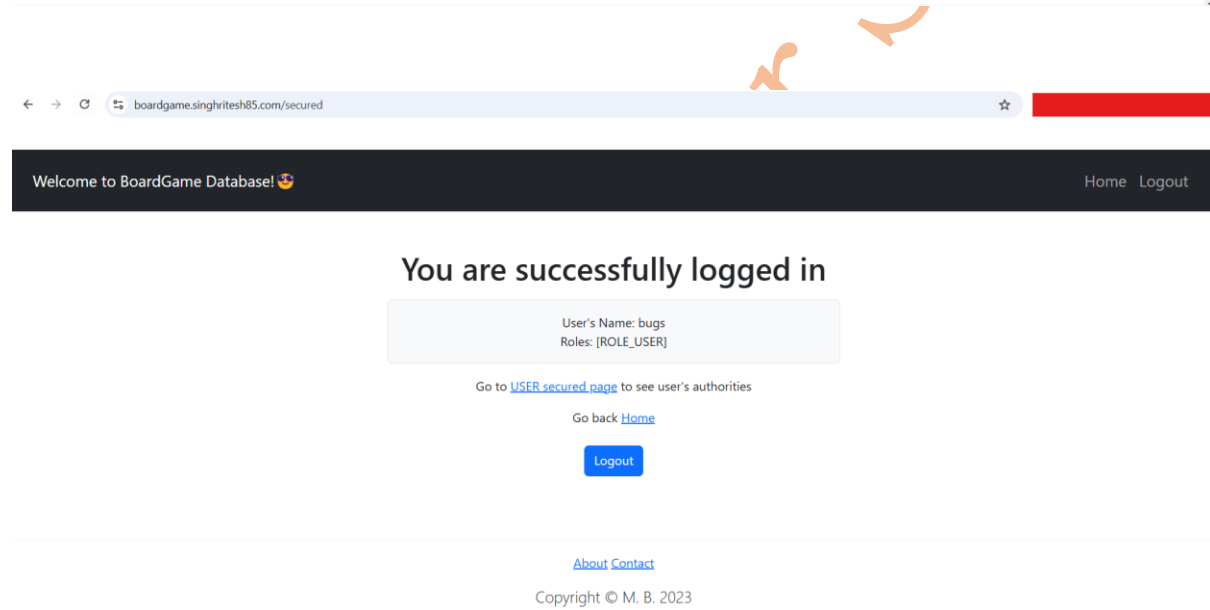 boardgame.singhritesh85.com/secured
Welcome to BoardGame Database!
Home Logout
You are successfully logged in
User's Name: bugs
Roles: [ROLE_USER]
Go to USER secured page to see user's authorities
Go back Home
Logout
About Contact
Copyright © M. B. 2023